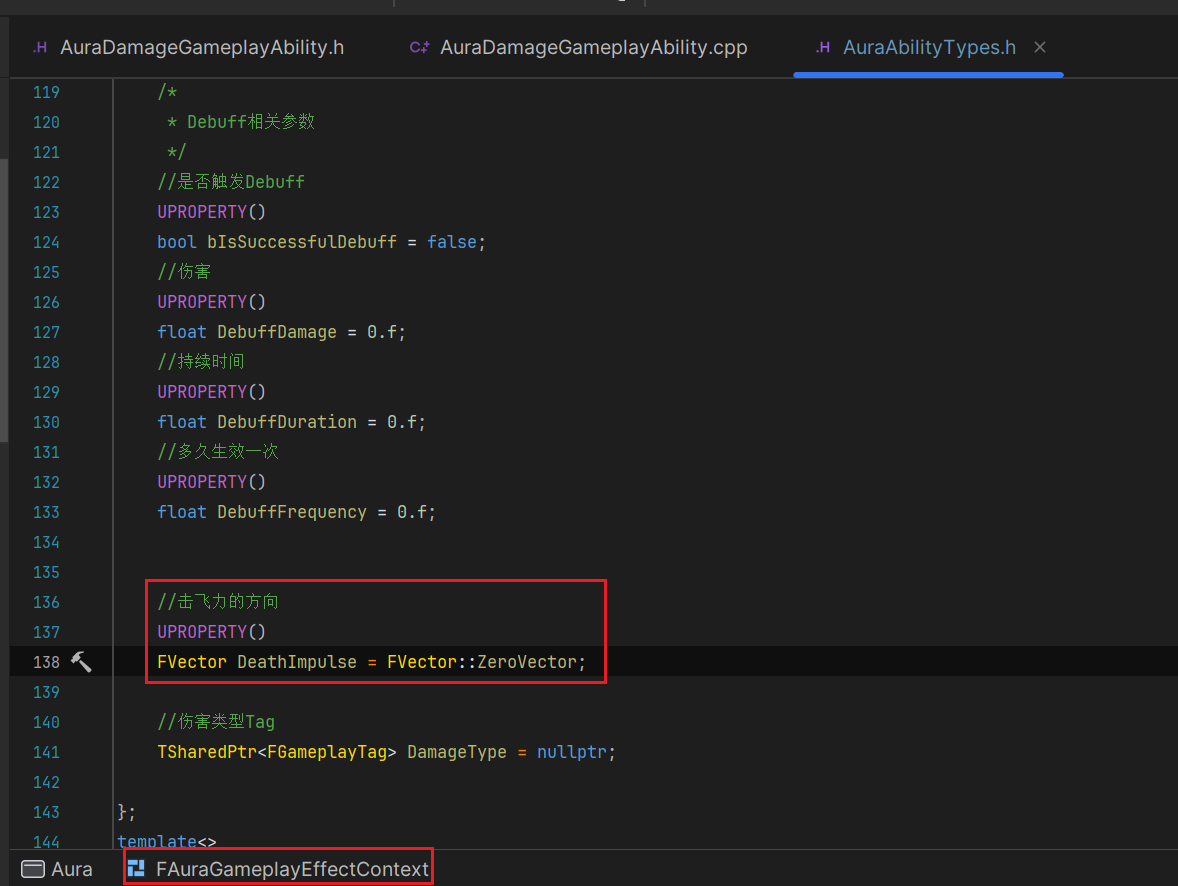 .H AuraDamageGameplayAbility.h C++ AuraDamageGameplayAbility.cpp .H AuraAbilityTypes.h ×
119 /*
120 * Debuff相关参数
121 */
122 //是否触发Debuff
123 UPROPERTY()
124 bool bIsSuccessfulDebuff = false;
125 //伤害
126 UPROPERTY()
127 float DebuffDamage = 0.f;
128 //持续时间
129 UPROPERTY()
130 float DebuffDuration = 0.f;
131 //多久生效一次
132 UPROPERTY()
133 float DebuffFrequency = 0.f;
134
135
136 //击飞力的方向
137 UPROPERTY()
138 FVector DeathImpulse = FVector::ZeroVector;
139
140 //伤害类型Tag
141 TSharedPtr<FGameplayTag> DamageType = nullptr;
142
143 };
144 template<>
Aura FAuraGameplayEffectContext